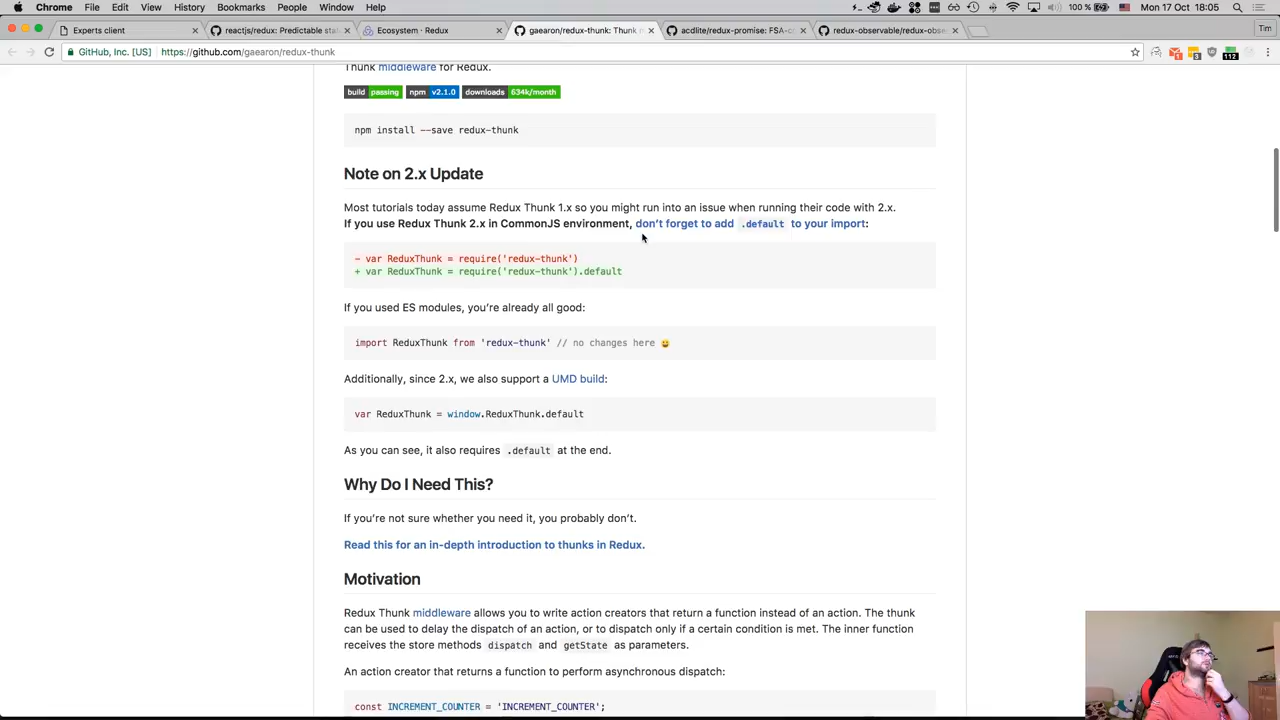 Chrome File Edit View History Bookmarks People Window Help 100 % Mon 17 Oct 18:05
Experts client reactjs/redux: Predictable sta Ecosystem · Redux gaearon/redux-thunk: Thunk m acdlite/redux-promise: FSA-c redux-observable/redux-obse Tim
GitHub, Inc. [US] https://github.com/gaearon/redux-thunk 1 3 112
Thunk middleware for Redux.
build passing npm v2.1.0 downloads 634k/month
npm install --save redux-thunk
Note on 2.x Update
Most tutorials today assume Redux Thunk 1.x so you might run into an issue when running their code with 2.x.
If you use Redux Thunk 2.x in CommonJS environment, don't forget to add .default to your import:
- var ReduxThunk = require('redux-thunk')
+ var ReduxThunk = require('redux-thunk').default
If you used ES modules, you're already all good:
import ReduxThunk from 'redux-thunk' // no changes here 😀
Additionally, since 2.x, we also support a UMD build:
var ReduxThunk = window.ReduxThunk.default
As you can see, it also requires .default at the end.
Why Do I Need This?
If you're not sure whether you need it, you probably don't.
Read this for an in-depth introduction to thunks in Redux.
Motivation
Redux Thunk middleware allows you to write action creators that return a function instead of an action. The thunk
can be used to delay the dispatch of an action, or to dispatch only if a certain condition is met. The inner function
receives the store methods dispatch and getState as parameters.
An action creator that returns a function to perform asynchronous dispatch:
const INCREMENT_COUNTER = 'INCREMENT_COUNTER';